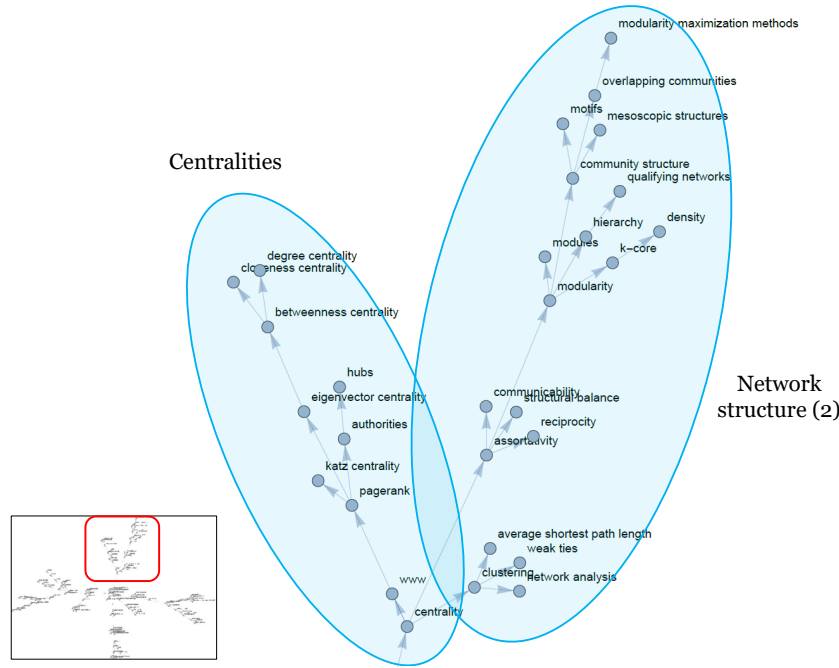 modularity maximization methods
overlapping communities
motifs
mesoscopic structures
Centralities
community structure
qualifying networks
density
hierarchy
modules
k-core
degree centrality
closeness centrality
modularity
betweenness centrality
hubs
communicability
structural balance
Network
structure (2)
eigenvector centrality
reciprocity
authorities
assortativity
katz centrality
pagerank
average shortest path length
weak ties
www
clustering
network analysis
centrality